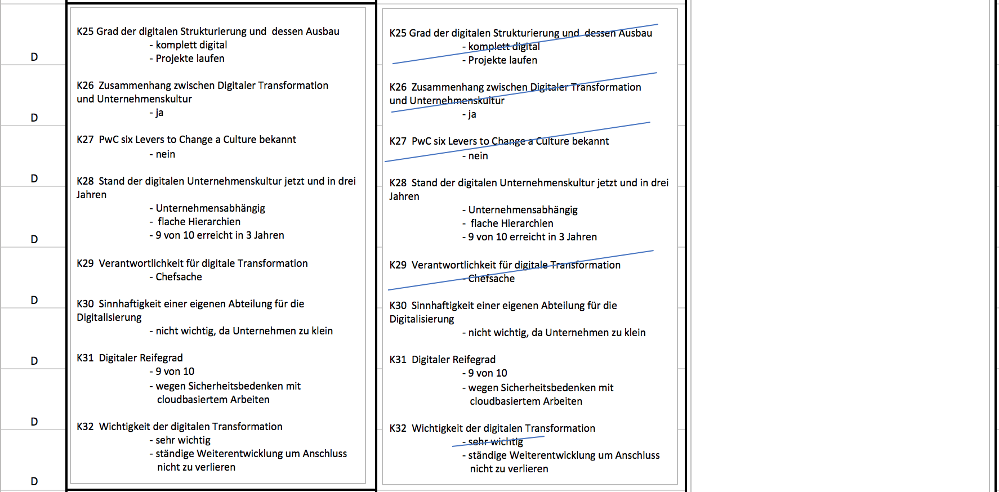 D
D
D
D
D
D
D
D
K25 Grad der digitalen Strukturierung und  dessen Ausbau
- komplett digital
- Projekte laufen
K26  Zusammenhang zwischen Digitaler Transformation
und Unternehmenskultur
- ja
K27  PwC six Levers to Change a Culture bekannt
- nein
K28  Stand der digitalen Unternehmenskultur jetzt und in drei
Jahren
- Unternehmensabhängig
-  flache Hierarchien
- 9 von 10 erreicht in 3 Jahren
K29  Verantwortlichkeit für digitale Transformation
- Chefsache
K30  Sinnhaftigkeit einer eigenen Abteilung für die
Digitalisierung
- nicht wichtig, da Unternehmen zu klein
K31  Digitaler Reifegrad
- 9 von 10
- wegen Sicherheitsbedenken mit
cloudbasiertem Arbeiten
K32  Wichtigkeit der digitalen Transformation
- sehr wichtig
- ständige Weiterentwicklung um Anschluss
nicht zu verlieren
K25 Grad der digitalen Strukturierung und  dessen Ausbau
- komplett digital
- Projekte laufen
K26  Zusammenhang zwischen Digitaler Transformation
und Unternehmenskultur
- ja
K27  PwC six Levers to Change a Culture bekannt
- nein
K28  Stand der digitalen Unternehmenskultur jetzt und in drei
Jahren
- Unternehmensabhängig
-  flache Hierarchien
- 9 von 10 erreicht in 3 Jahren
K29  Verantwortlichkeit für digitale Transformation
- Chefsache
K30  Sinnhaftigkeit einer eigenen Abteilung für die
Digitalisierung
- nicht wichtig, da Unternehmen zu klein
K31  Digitaler Reifegrad
- 9 von 10
- wegen Sicherheitsbedenken mit
cloudbasiertem Arbeiten
K32  Wichtigkeit der digitalen Transformation
- sehr wichtig
- ständige Weiterentwicklung um Anschluss
nicht zu verlieren